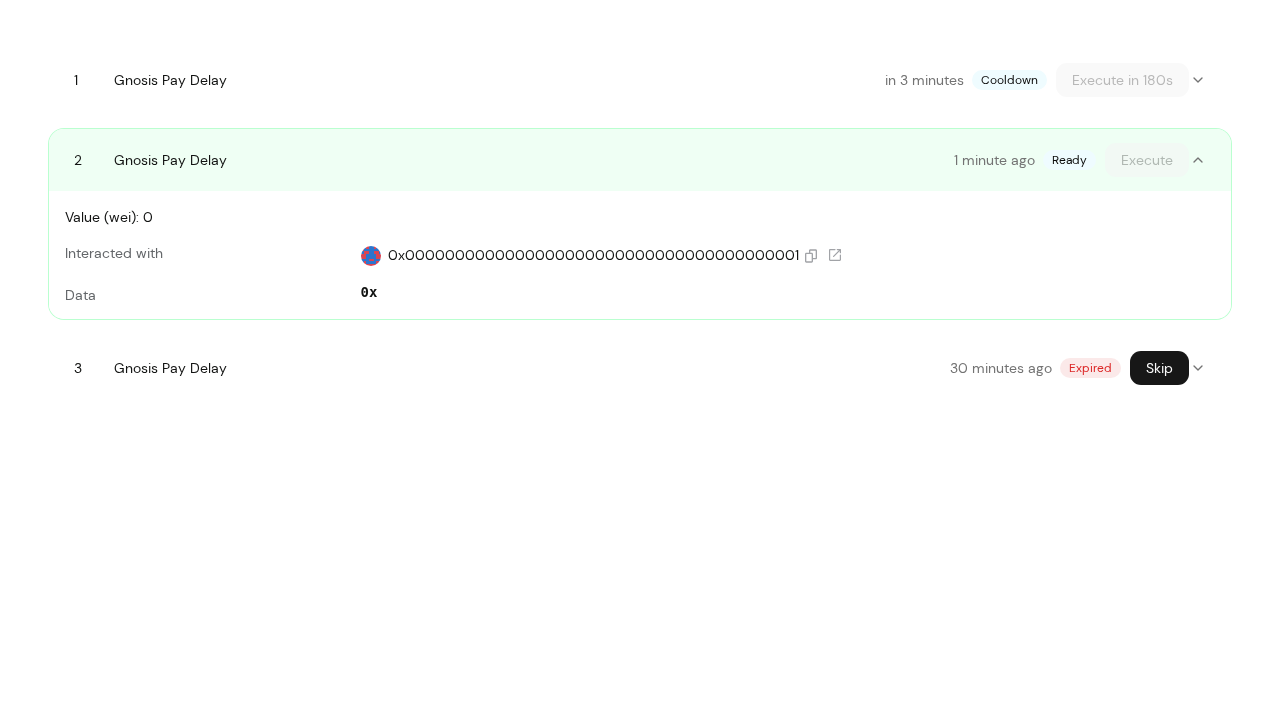 1 Gnosis Pay Delay in 3 minutes Cooldown Execute in 180s
2 Gnosis Pay Delay 1 minute ago Ready Execute
Value (wei): 0
Interacted with 0x0000000000000000000000000000000000000001
Data 0x
3 Gnosis Pay Delay 30 minutes ago Expired Skip